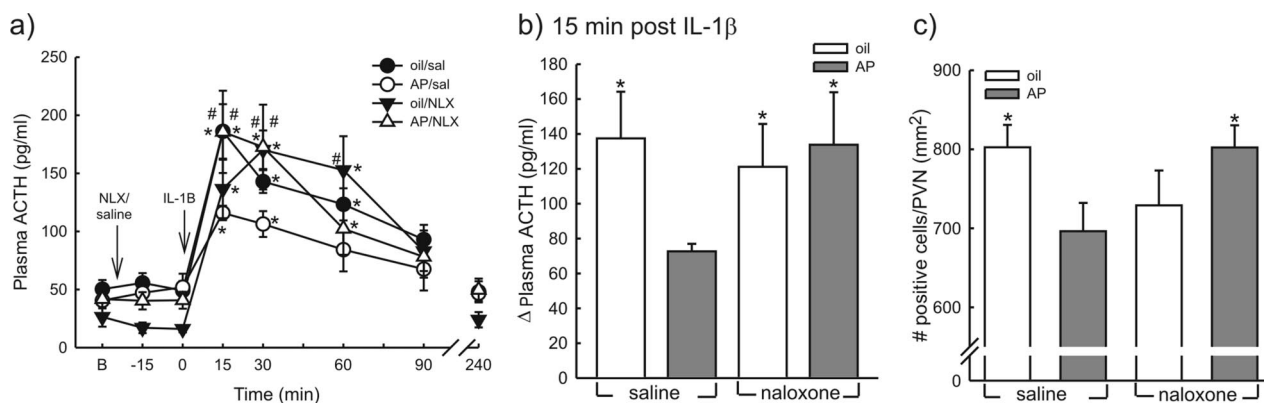 a)
Plasma ACTH (pg/ml)
250
200
150
100
50
0
NLX/
saline
IL-1B
oil/sal
AP/sal
oil/NLX
AP/NLX
# #
* *
# #
* *
*
*
*
*
# *
*
*
B -15 0 15 30 60 90 240
Time (min)
b) 15 min post IL-1β
oil
AP
Δ Plasma ACTH (pg/ml)
180
160
140
120
100
80
60
40
20
0
* * *
saline naloxone
c)
oil
AP
# positive cells/PVN (mm²)
900
800
700
600
0
* *
saline naloxone